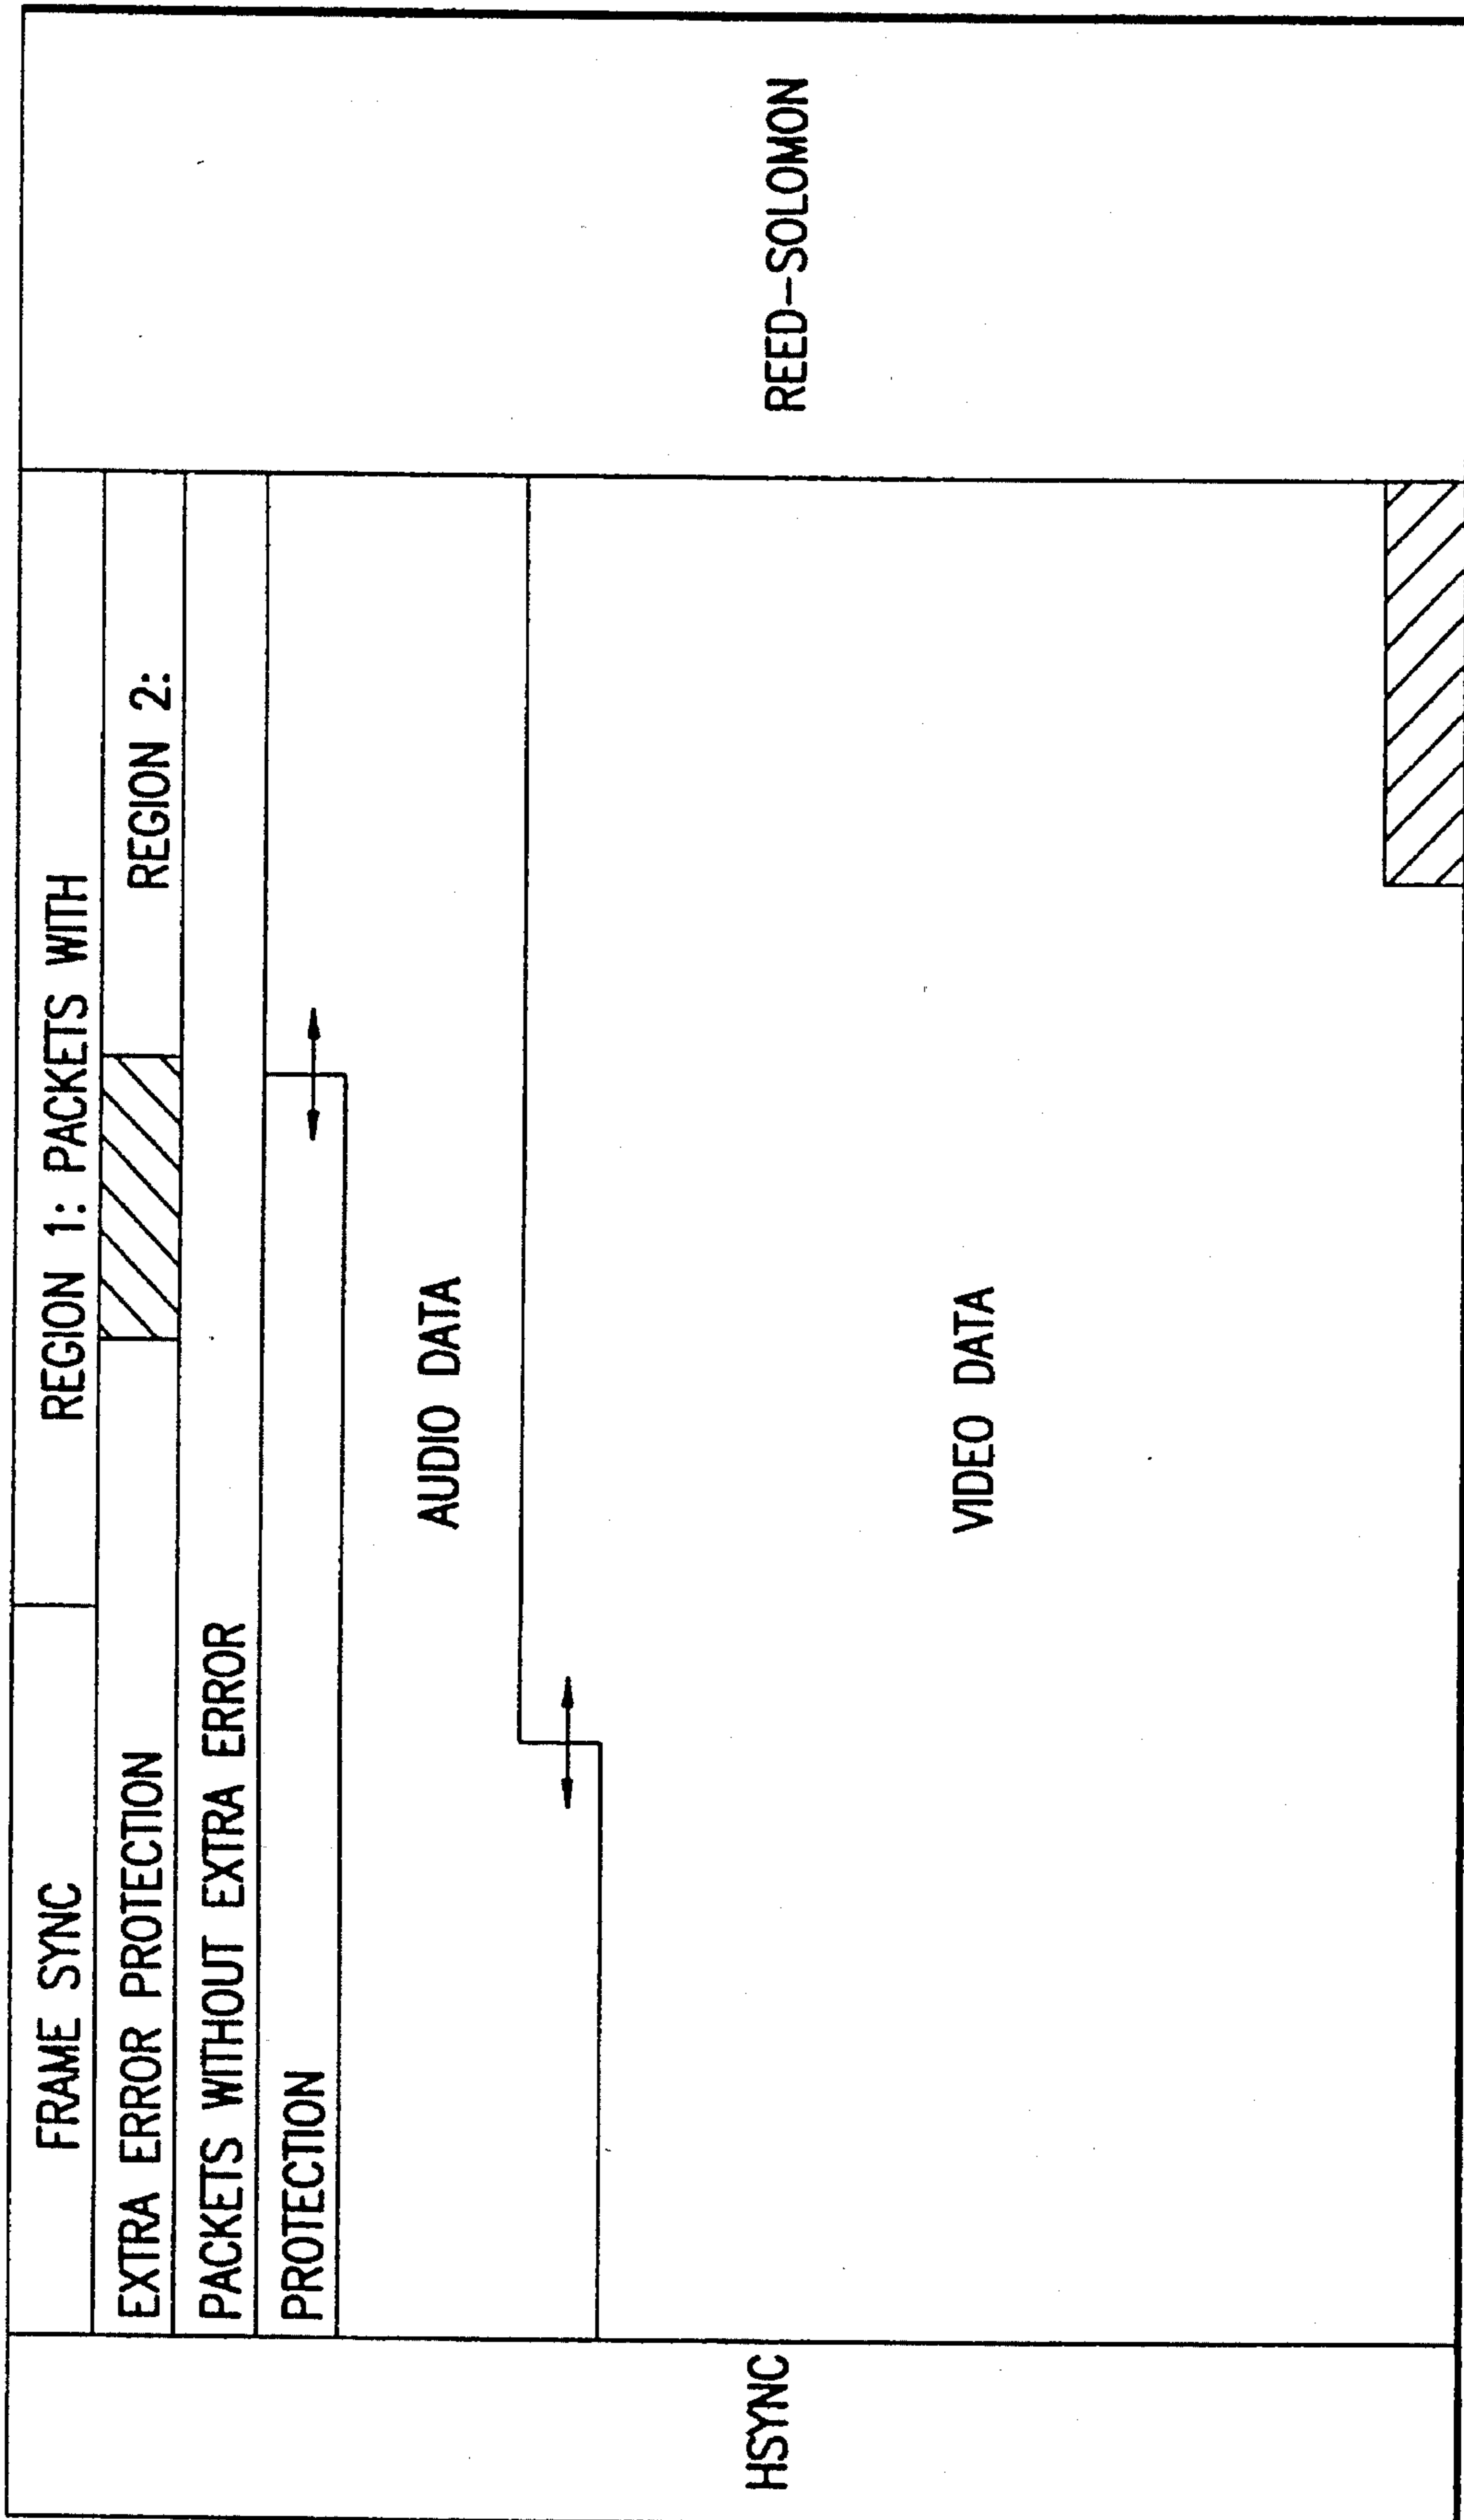 HSYNC
FRAME SYNC
REGION 1: PACKETS WITH
EXTRA ERROR PROTECTION
REGION 2:
PACKETS WITHOUT EXTRA ERROR
PROTECTION
AUDIO DATA
VIDEO DATA
REED-SOLOMON